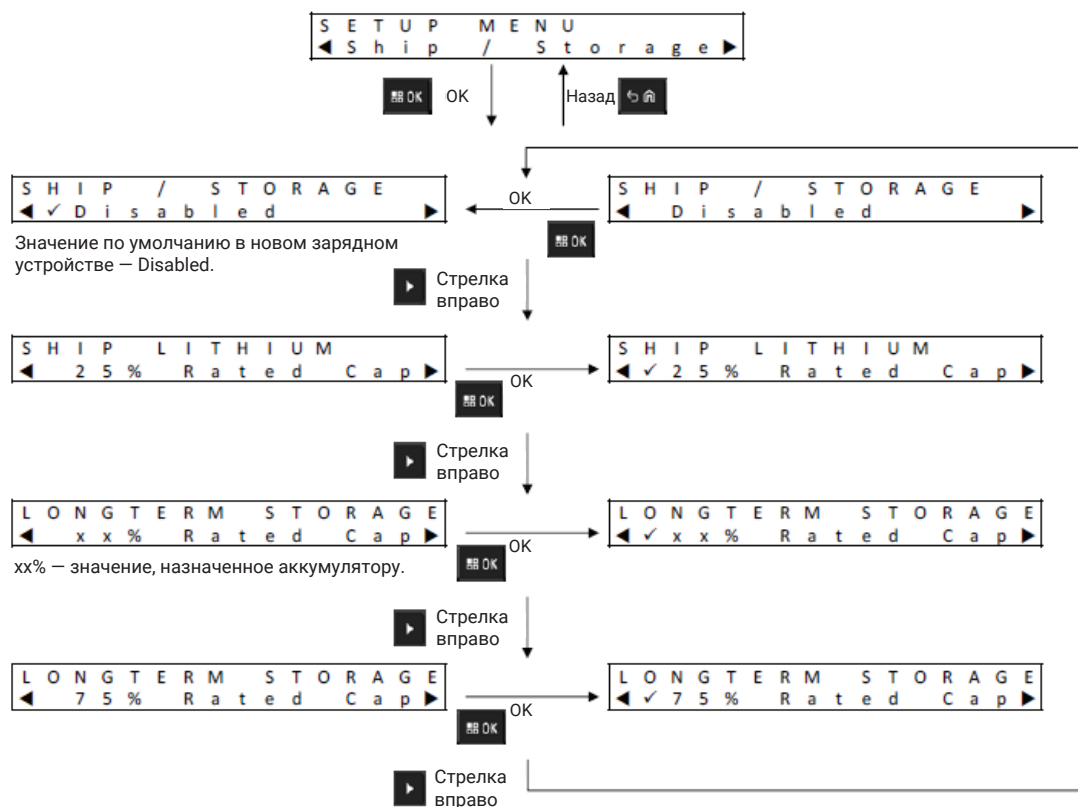 SETUP MENU
◀Ship / Storage▶
OK OK
Назад
SHIP / STORAGE
◀✓Disabled ▶
OK
SHIP / STORAGE
◀ Disabled ▶
OK
Значение по умолчанию в новом зарядном
устройстве — Disabled.
Стрелка
вправо
SHIP LITHIUM
◀ 25% Rated Cap▶
OK
OK
SHIP LITHIUM
◀✓25% Rated Cap▶
Стрелка
вправо
LONGTERM STORAGE
◀ xx% Rated Cap▶
OK
OK
LONGTERM STORAGE
◀✓xx% Rated Cap▶
xx% — значение, назначенное аккумулятору.
Стрелка
вправо
LONGTERM STORAGE
◀ 75% Rated Cap▶
OK
OK
LONGTERM STORAGE
◀✓75% Rated Cap▶
Стрелка
вправо